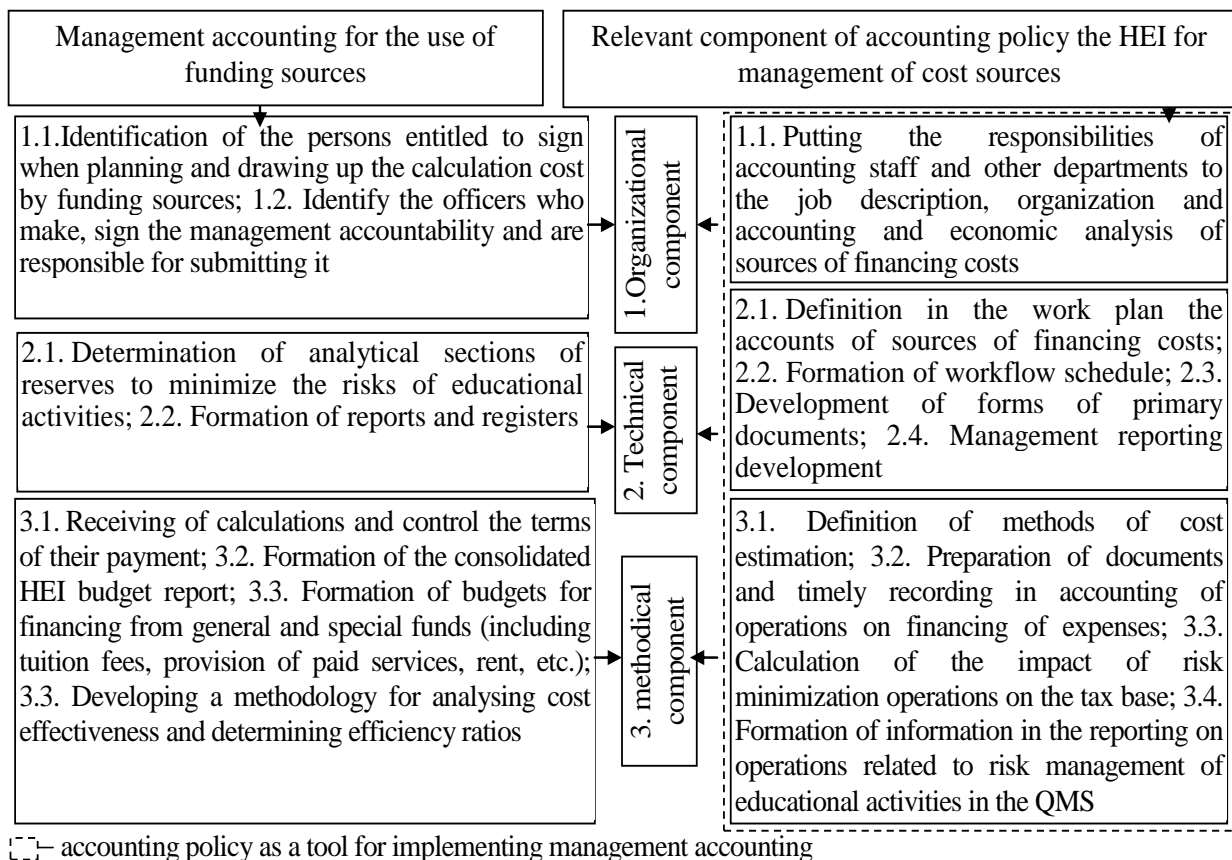 Management accounting for the use of
funding sources
Relevant component of accounting policy the HEI for
management of cost sources
1.1.Identification of the persons entitled to sign
when planning and drawing up the calculation cost
by funding sources; 1.2. Identify the officers who
make, sign the management accountability and are
responsible for submitting it
1.Organizational
component
1.1. Putting the responsibilities of
accounting staff and other departments to
the job description, organization and
accounting and economic analysis of
sources of financing costs
2.1. Determination of analytical sections of
reserves to minimize the risks of educational
activities; 2.2. Formation of reports and registers
2. Technical
component
2.1. Definition in the work plan the
accounts of sources of financing costs;
2.2. Formation of workflow schedule; 2.3.
Development of forms of primary
documents; 2.4. Management reporting
development
3.1. Receiving of calculations and control the terms
of their payment; 3.2. Formation of the consolidated
HEI budget report; 3.3. Formation of budgets for
financing from general and special funds (including
tuition fees, provision of paid services, rent, etc.);
3.3. Developing a methodology for analysing cost
effectiveness and determining efficiency ratios
3. methodical
component
3.1. Definition of methods of cost
estimation; 3.2. Preparation of documents
and timely recording in accounting of
operations on financing of expenses; 3.3.
Calculation of the impact of risk
minimization operations on the tax base; 3.4.
Formation of information in the reporting on
operations related to risk management of
educational activities in the QMS
– accounting policy as a tool for implementing management accounting